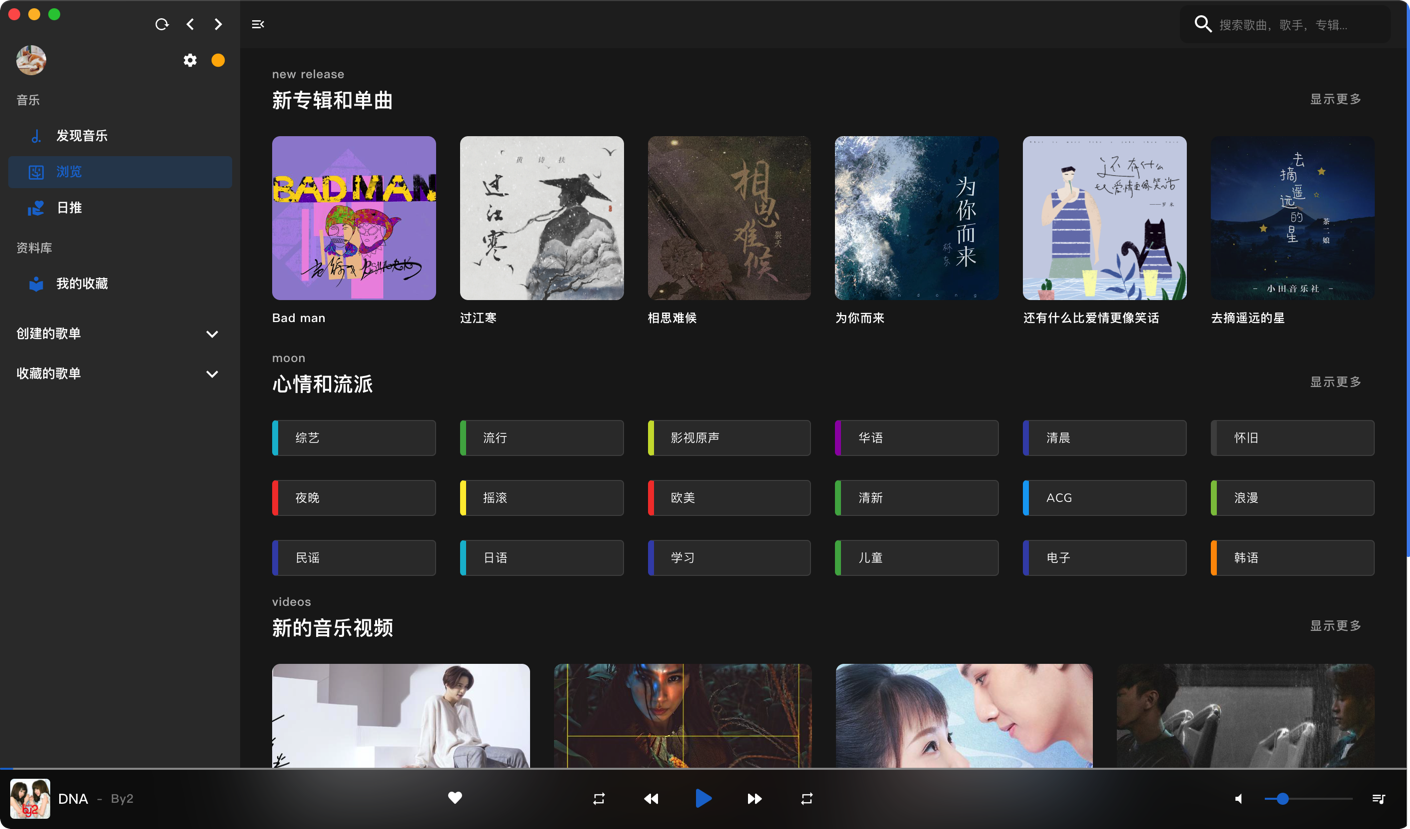 搜索歌曲，歌手，专辑...
音乐
发现音乐
浏览
日推
资料库
我的收藏
创建的歌单
收藏的歌单
new release
新专辑和单曲
显示更多
BAD MAN
黄诗扶
过江寒
相思难候
为你而来
还有什么
比爱情更像笑话
去摘遥远的星
茶二娘
- 小田音乐社 -
Bad man
过江寒
相思难候
为你而来
还有什么比爱情更像笑话
去摘遥远的星
moon
心情和流派
显示更多
综艺
流行
影视原声
华语
清晨
怀旧
夜晚
摇滚
欧美
清新
ACG
浪漫
民谣
日语
学习
儿童
电子
韩语
videos
新的音乐视频
显示更多
by2
DNA - By2